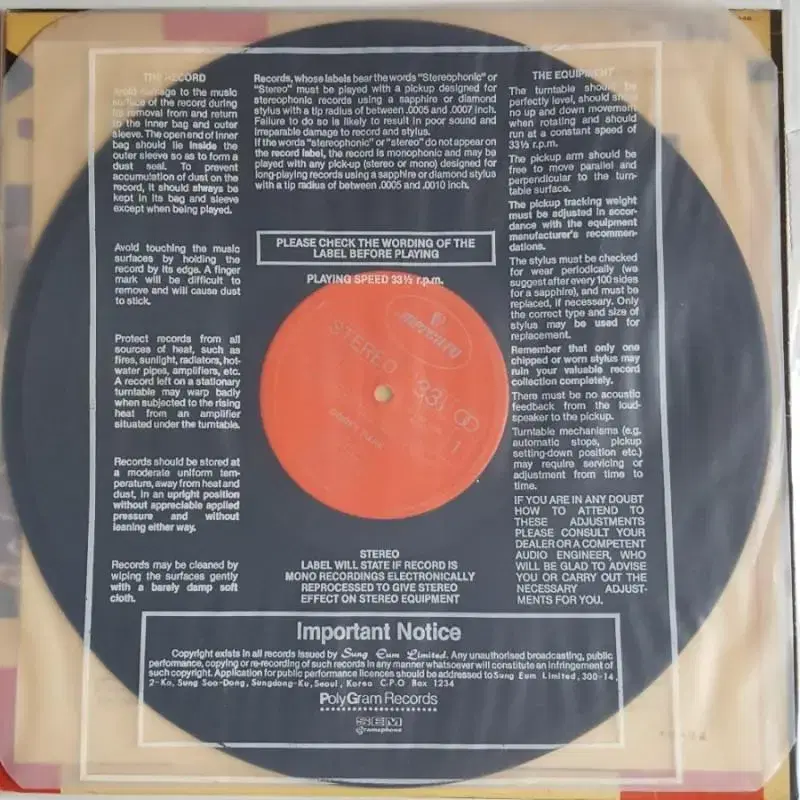 THE RECORD
Avoid damage to the music
surface of the record during
its removal from and return
to the inner bag and outer
sleeve. The open end of inner
bag should lie inside the
outer sleeve so as to form a
dust seal. To prevent
accumulation of dust on the
record, it should always be
kept in its bag and sleeve
except when being played.
Avoid touching the music
surfaces by holding the
record by its edge. A finger
mark will be difficult to
remove and will cause dust
to stick.
Protect records from all
sources of heat, such as
fires, sunlight, radiators, hot-
water pipes, amplifiers, etc.
A record left on a stationary
turntable may warp badly
when subjected to the rising
heat from an amplifier
situated under the turntable.
Records should be stored at
a moderate uniform tem-
perature, away from heat and
dust, in an upright position
without appreciable applied
pressure and without
leaning either way.
Records may be cleaned by
wiping the surfaces gently
with a barely damp soft
cloth.
Records, whose labels bear the words "Stereophonic" or
"Stereo" must be played with a pickup designed for
stereophonic records using a sapphire or diamond
stylus with a tip radius of between .0005 and .0007 inch.
Failure to do so is likely to result in poor sound and
irreparable damage to record and stylus.
If the words "stereophonic" or "stereo" do not appear on
the record label, the record is monophonic and may be
played with any pick-up (stereo or mono) designed for
long-playing records using a sapphire or diamond stylus
with a tip radius of between .0005 and .0010 inch.
PLEASE CHECK THE WORDING OF THE
LABEL BEFORE PLAYING
PLAYING SPEED 33½ r.p.m.
mercury
STEREO 33⅓
1
STEREO
LABEL WILL STATE IF RECORD IS
MONO RECORDINGS ELECTRONICALLY
REPROCESSED TO GIVE STEREO
EFFECT ON STEREO EQUIPMENT
THE EQUIPMENT
The turntable should be
perfectly level, should show
no up and down movement
when rotating and should
run at a constant speed of
33½ r.p.m.
The pickup arm should be
free to move parallel and
perpendicular to the turn-
table surface.
The pickup tracking weight
must be adjusted in accor-
dance with the equipment
manufacturer's recommen-
dations.
The stylus must be checked
for wear periodically (we
suggest after every 100 sides
for a sapphire), and must be
replaced, if necessary. Only
the correct type and size of
stylus may be used for
replacement.
Remember that only one
chipped or worn stylus may
ruin your valuable record
collection completely.
There must be no acoustic
feedback from the loud-
speaker to the pickup.
Turntable mechanisms (e.g.
automatic stops, pickup
setting-down position etc.)
may require servicing or
adjustment from time to
time.
IF YOU ARE IN ANY DOUBT
HOW TO ATTEND TO
THESE ADJUSTMENTS
PLEASE CONSULT YOUR
DEALER OR A COMPETENT
AUDIO ENGINEER, WHO
WILL BE GLAD TO ADVISE
YOU OR CARRY OUT THE
NECESSARY ADJUST-
MENTS FOR YOU.
Important Notice
Copyright exists in all records issued by Sung Eum Limited. Any unauthorised broadcasting, public
performance, copying or re-recording of such records in any manner whatsoever will constitute an infringement of
such copyright. Application for public performance licences should be addressed to Sung Eum Limited, 300-14,
2-Ka, Sung Soo-Dong, Sungdong-Ku, Seoul, Korea C.P.O Box 1234
PolyGram Records
SEM
gramophone